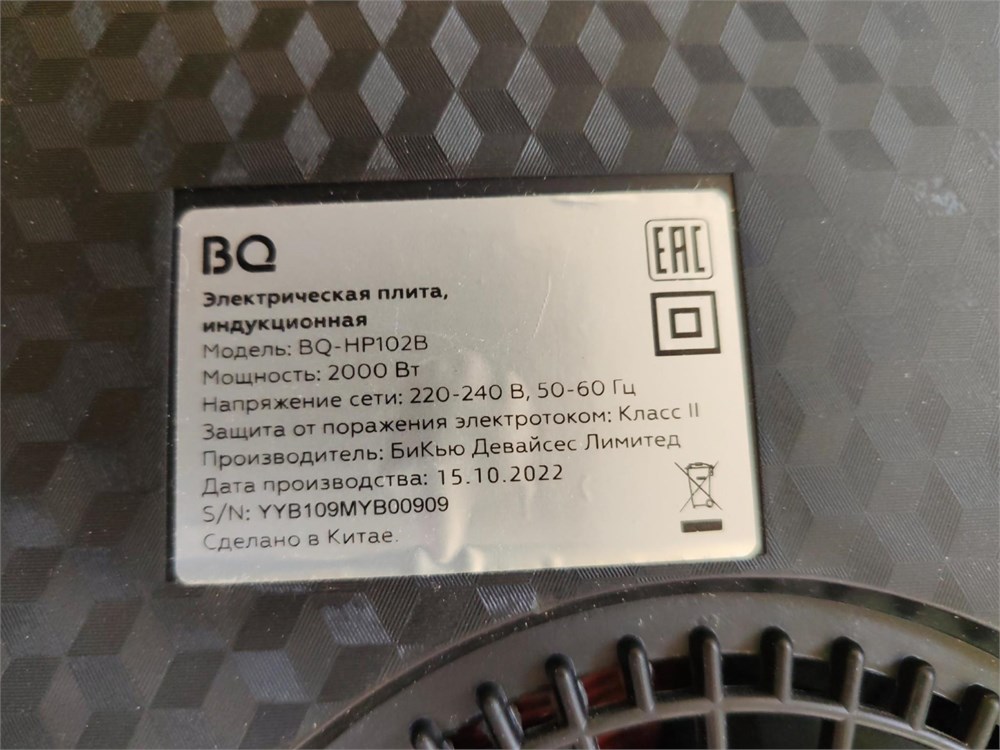 BQ
EAC
Электрическая плита,
индукционная
Модель: BQ-HP102B
Мощность: 2000 Вт
Напряжение сети: 220-240 В, 50-60 Гц
Защита от поражения электротоком: Класс II
Производитель: БиКью Девайсес Лимитед
Дата производства: 15.10.2022
S/N: YYB109MYB00909
Сделано в Китае.